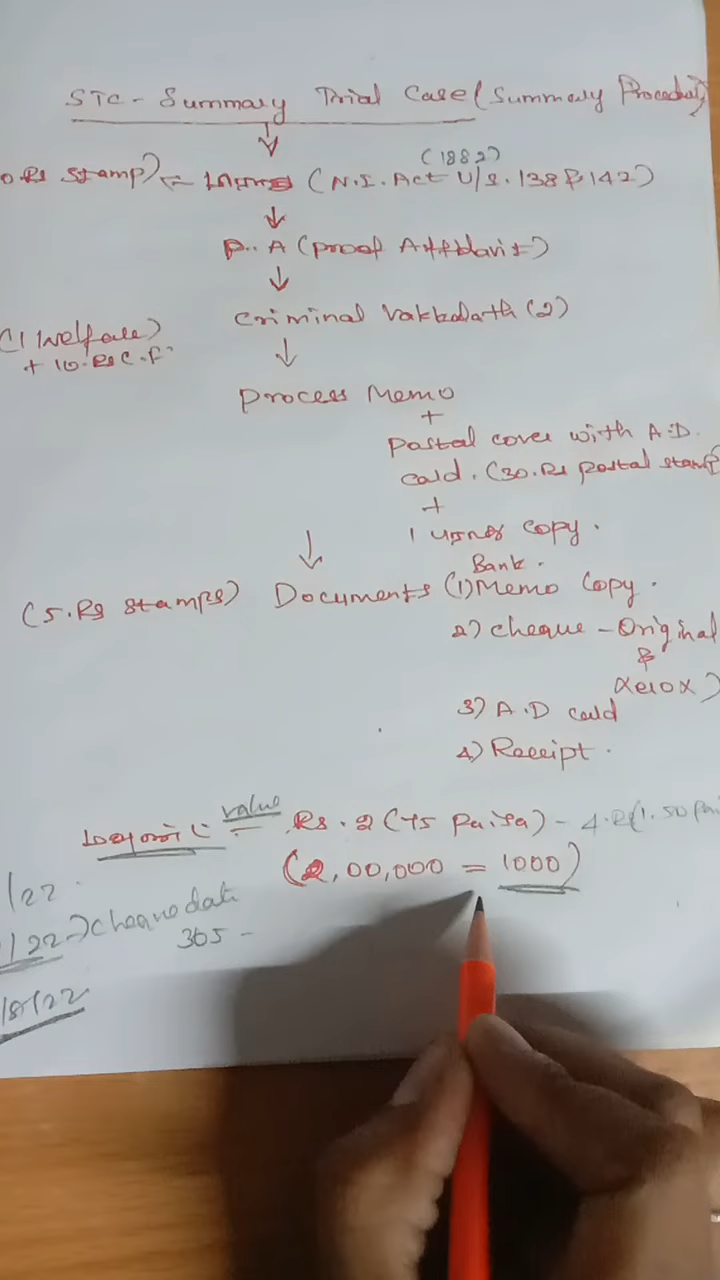 STC - Summary Trial Case (Summary Procedure)
(1882)
0.Rs Stamp) = (N.I. Act U/S. 138 & 142)
P.. A (Proof Affidavit)
Criminal Vakkalath (2)
(1 Welfare)
+ 10.Rs C.F.
Process Memo
+
Postal cover with A.D.
card. (30.Rs Postal stamp
+
1 copy.
Bank.
(5.Rs Stamps) Documents (1) Memo Copy.
2) Cheque - Original
&
Xerox)
3) A.D card
4) Receipt.
value
Rs. 2 (75 Paisa) - 4.R(1.50 Pai
(2,00,000 = 1000)
/22
/22 → Cheque date
365 -
/8/22